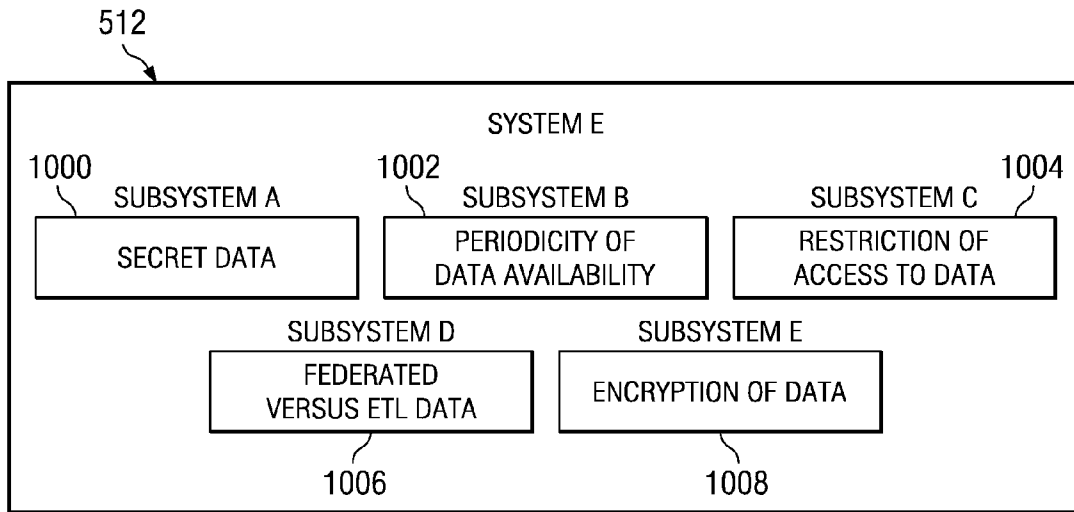 512
SYSTEM E
1000
1002
1004
SUBSYSTEM A
SUBSYSTEM B
SUBSYSTEM C
SECRET DATA
PERIODICITY OF
DATA AVAILABILITY
RESTRICTION OF
ACCESS TO DATA
SUBSYSTEM D
SUBSYSTEM E
FEDERATED
VERSUS ETL DATA
ENCRYPTION OF DATA
1006
1008